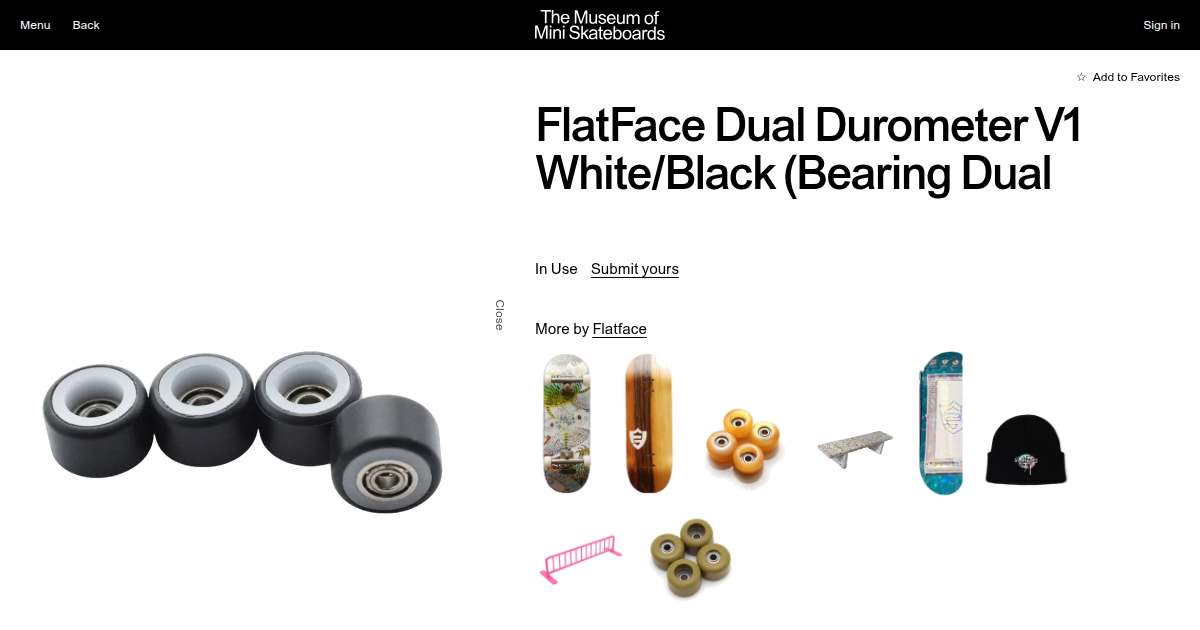 Menu
Back
The Museum of
Mini Skateboards
Sign in
☆ Add to Favorites
FlatFace Dual Durometer V1
White/Black (Bearing Dual
In Use
Submit yours
Close
More by Flatface